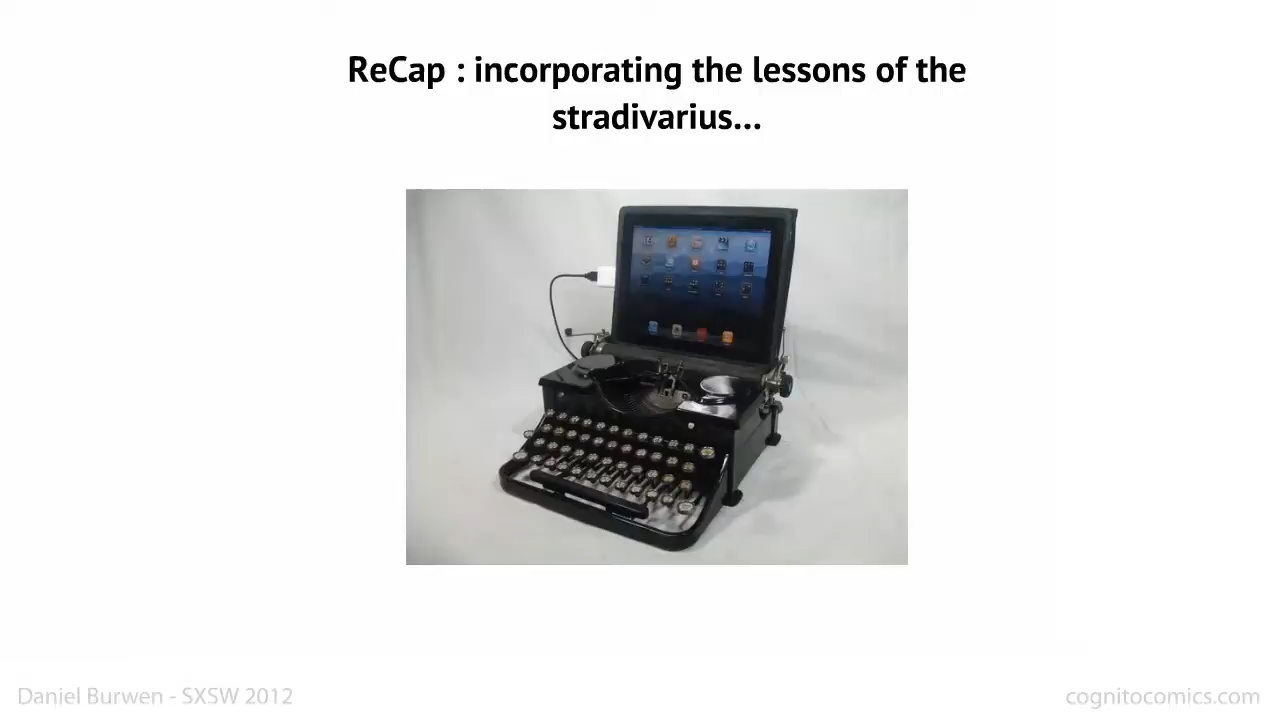 ReCap : incorporating the lessons of the
stradivarius...
Daniel Burwen - SXSW 2012
cognitocomics.com